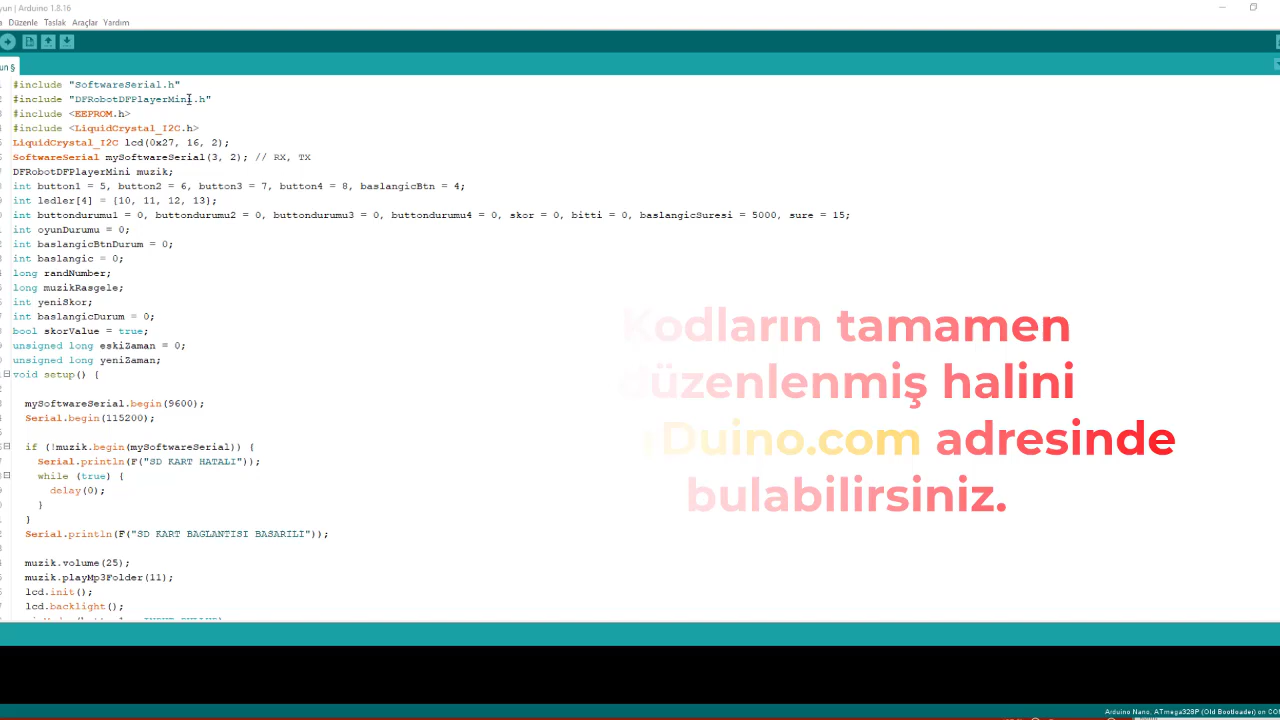 yun | Arduino 1.8.16
Düzenle Taslak Araçlar Yardım
un §
#include "SoftwareSerial.h"
#include "DFRobotDFPlayerMini.h"
#include <EEPROM.h>
#include <LiquidCrystal_I2C.h>
LiquidCrystal_I2C lcd(0x27, 16, 2);
SoftwareSerial mySoftwareSerial(3, 2); // RX, TX
DFRobotDFPlayerMini muzik;
int button1 = 5, button2 = 6, button3 = 7, button4 = 8, baslangicBtn = 4;
int ledler[4] = {10, 11, 12, 13};
int buttondurumu1 = 0, buttondurumu2 = 0, buttondurumu3 = 0, buttondurumu4 = 0, skor = 0, bitti = 0, baslangicSuresi = 5000, sure = 15;
int oyunDurumu = 0;
int baslangicBtnDurum = 0;
int baslangic = 0;
long randNumber;
long muzikRasgele;
int yeniSkor;
int baslangicDurum = 0;
bool skorValue = true;
unsigned long eskiZaman = 0;
unsigned long yeniZaman;
void setup() {
mySoftwareSerial.begin(9600);
Serial.begin(115200);
if (!muzik.begin(mySoftwareSerial)) {
Serial.println(F("SD KART HATALI"));
while (true) {
delay(0);
}
}
Serial.println(F("SD KART BAGLANTISI BASARILI"));
muzik.volume(25);
muzik.playMp3Folder(11);
lcd.init();
lcd.backlight();
Kodların tamamen
düzenlenmiş halini
Duino.com adresinde
bulabilirsiniz.
Arduino Nano, ATmega328P (Old Bootloader) on CO